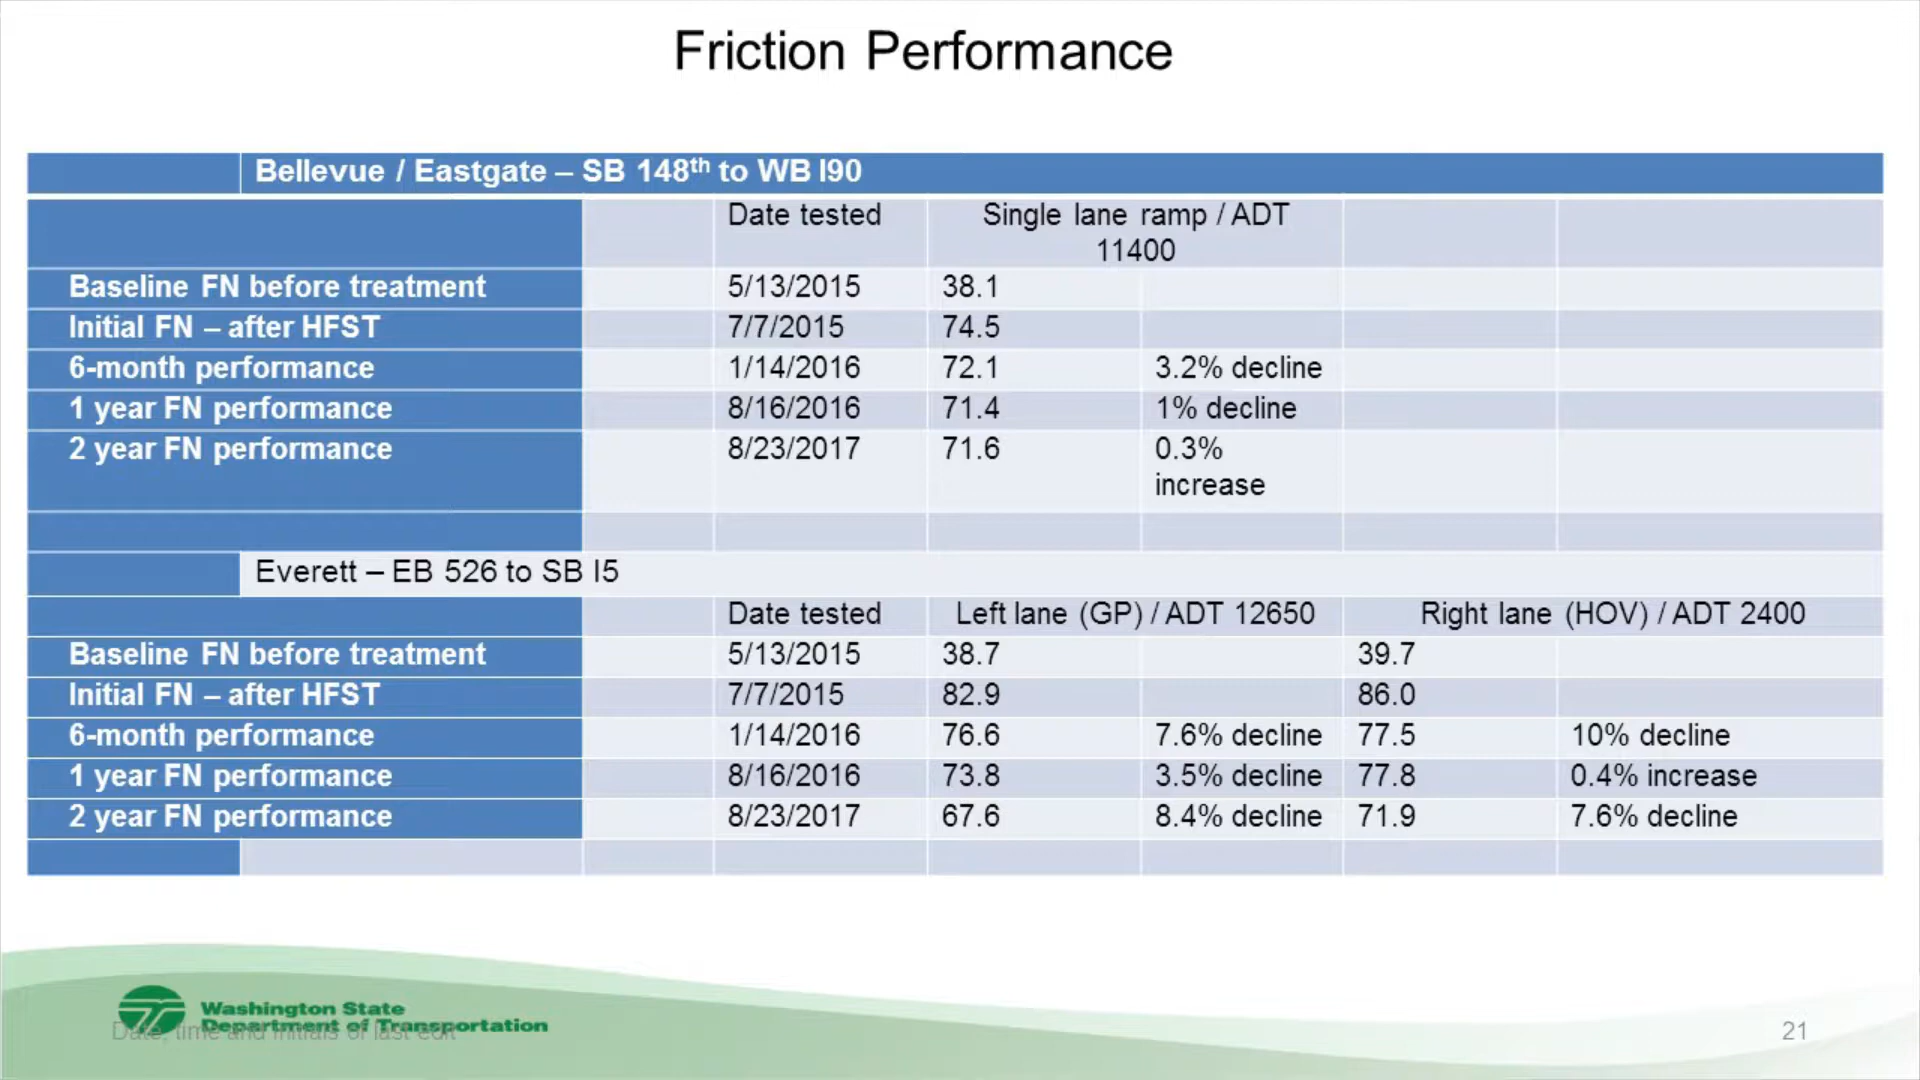 Friction Performance
Bellevue / Eastgate – SB 148th to WB I90
Date tested Single lane ramp / ADT
11400
Baseline FN before treatment 5/13/2015 38.1
Initial FN – after HFST 7/7/2015 74.5
6-month performance 1/14/2016 72.1 3.2% decline
1 year FN performance 8/16/2016 71.4 1% decline
2 year FN performance 8/23/2017 71.6 0.3%
increase
Everett – EB 526 to SB I5
Date tested Left lane (GP) / ADT 12650 Right lane (HOV) / ADT 2400
Baseline FN before treatment 5/13/2015 38.7 39.7
Initial FN – after HFST 7/7/2015 82.9 86.0
6-month performance 1/14/2016 76.6 7.6% decline 77.5 10% decline
1 year FN performance 8/16/2016 73.8 3.5% decline 77.8 0.4% increase
2 year FN performance 8/23/2017 67.6 8.4% decline 71.9 7.6% decline
Washington State
Department of Transportation
Date, time and initials of last edit
21